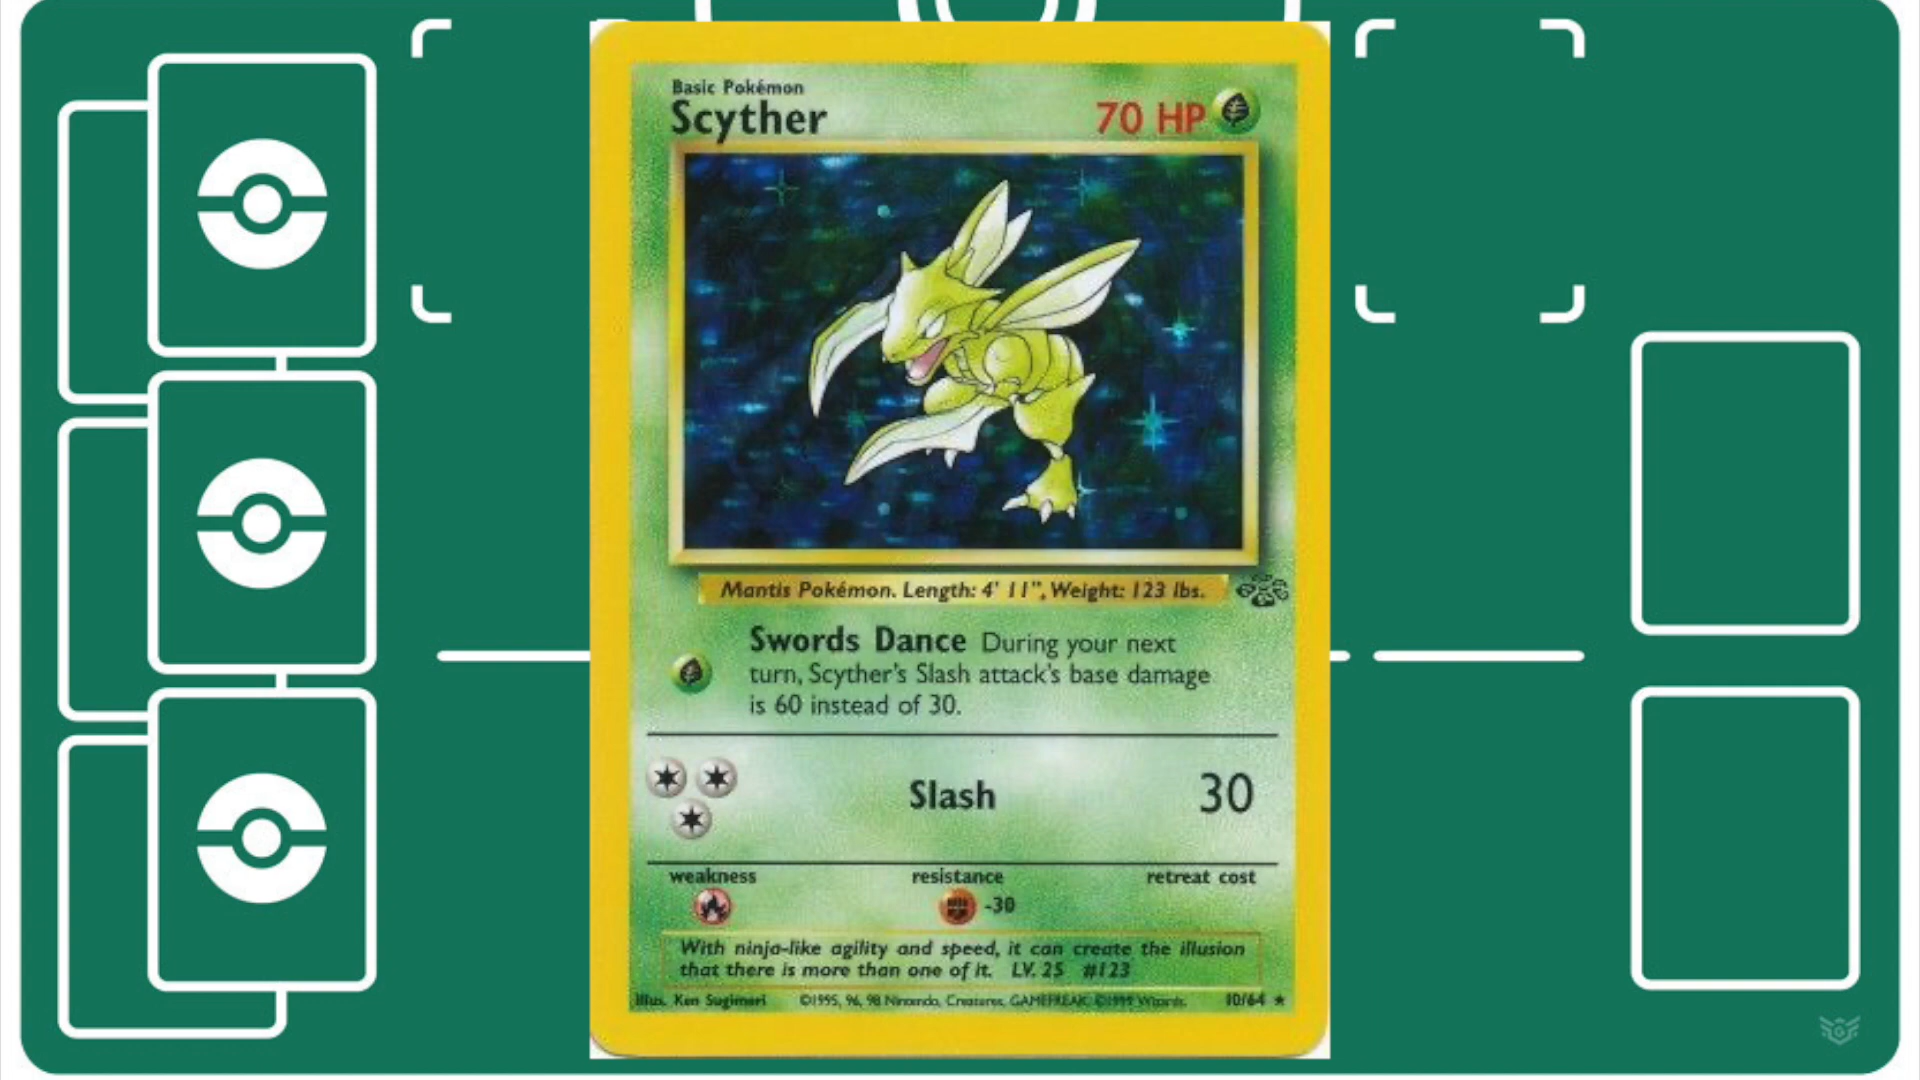 Basic Pokémon
Scyther
70 HP
Mantis Pokémon. Length: 4' 11", Weight: 123 lbs.
Swords Dance During your next
turn, Scyther's Slash attack's base damage
is 60 instead of 30.
Slash 30
weakness resistance retreat cost
-30
With ninja-like agility and speed, it can create the illusion
that there is more than one of it. LV. 25 #123
Illus. Ken Sugimori ©1995, 96, 98 Nintendo, Creatures, GAMEFREAK. ©1999 Wizards. 10/64 ★